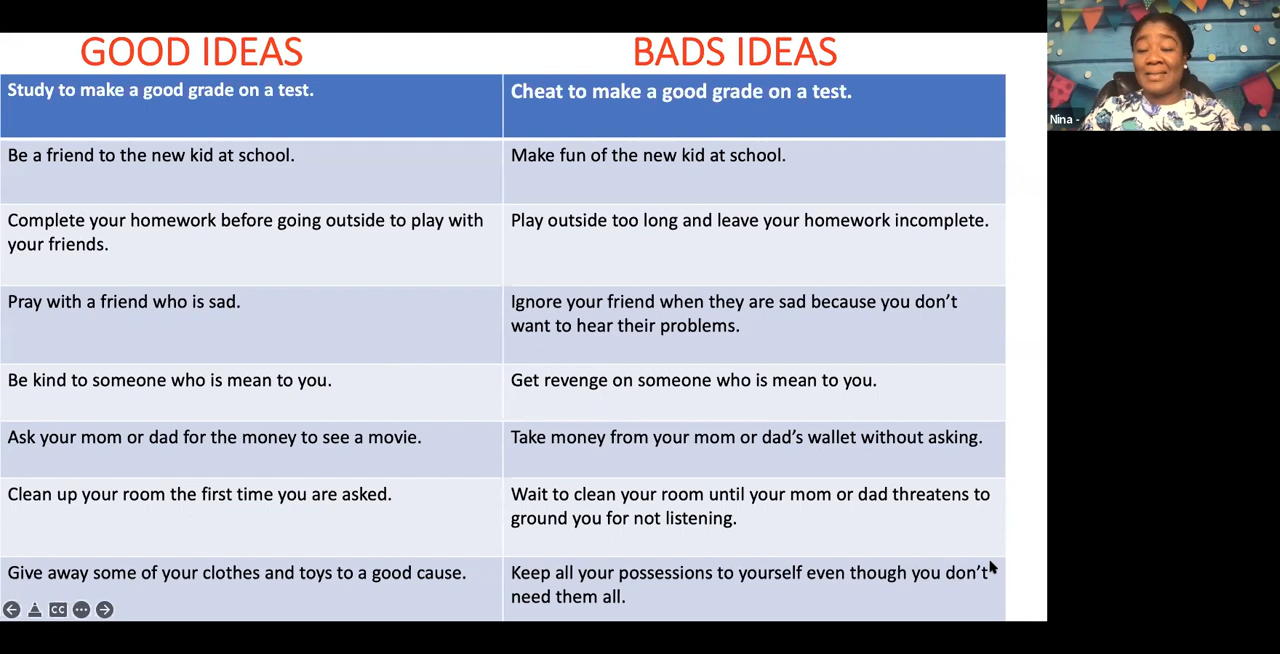 GOOD IDEAS
BADS IDEAS
Study to make a good grade on a test.
Cheat to make a good grade on a test.
Be a friend to the new kid at school.
Make fun of the new kid at school.
Complete your homework before going outside to play with
your friends.
Play outside too long and leave your homework incomplete.
Pray with a friend who is sad.
Ignore your friend when they are sad because you don’t
want to hear their problems.
Be kind to someone who is mean to you.
Get revenge on someone who is mean to you.
Ask your mom or dad for the money to see a movie.
Take money from your mom or dad’s wallet without asking.
Clean up your room the first time you are asked.
Wait to clean your room until your mom or dad threatens to
ground you for not listening.
Give away some of your clothes and toys to a good cause.
Keep all your possessions to yourself even though you don’t
need them all.
CC
Nina -